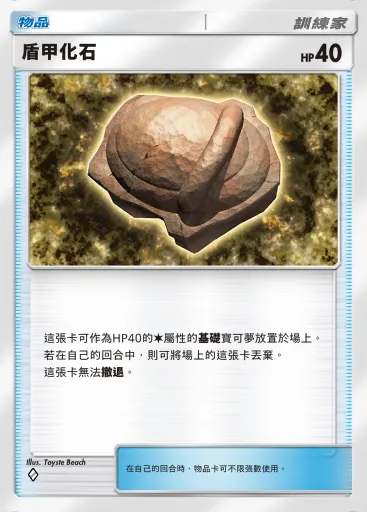 物品
訓練家
盾甲化石
HP40
這張卡可作為HP40的✶屬性的基礎寶可夢放置於場上。
若在自己的回合中，則可將場上的這張卡丟棄。
這張卡無法撤退。
Illus. Toyste Beach
在自己的回合時，物品卡可不限張數使用。